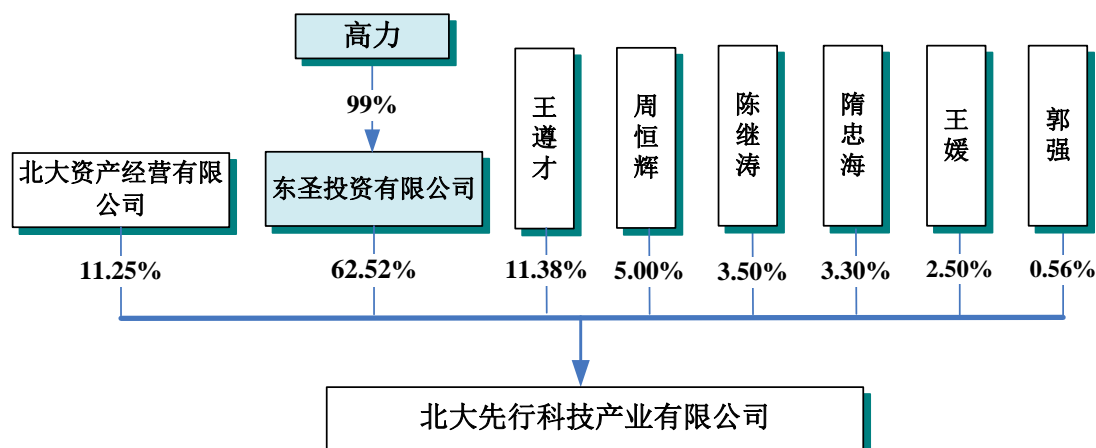 高力
99%
北大资产经营有限
公司
东圣投资有限公司
王遵才
周恒辉
陈继涛
隋忠海
王媛
郭强
11.25%
62.52%
11.38%
5.00%
3.50%
3.30%
2.50%
0.56%
北大先行科技产业有限公司